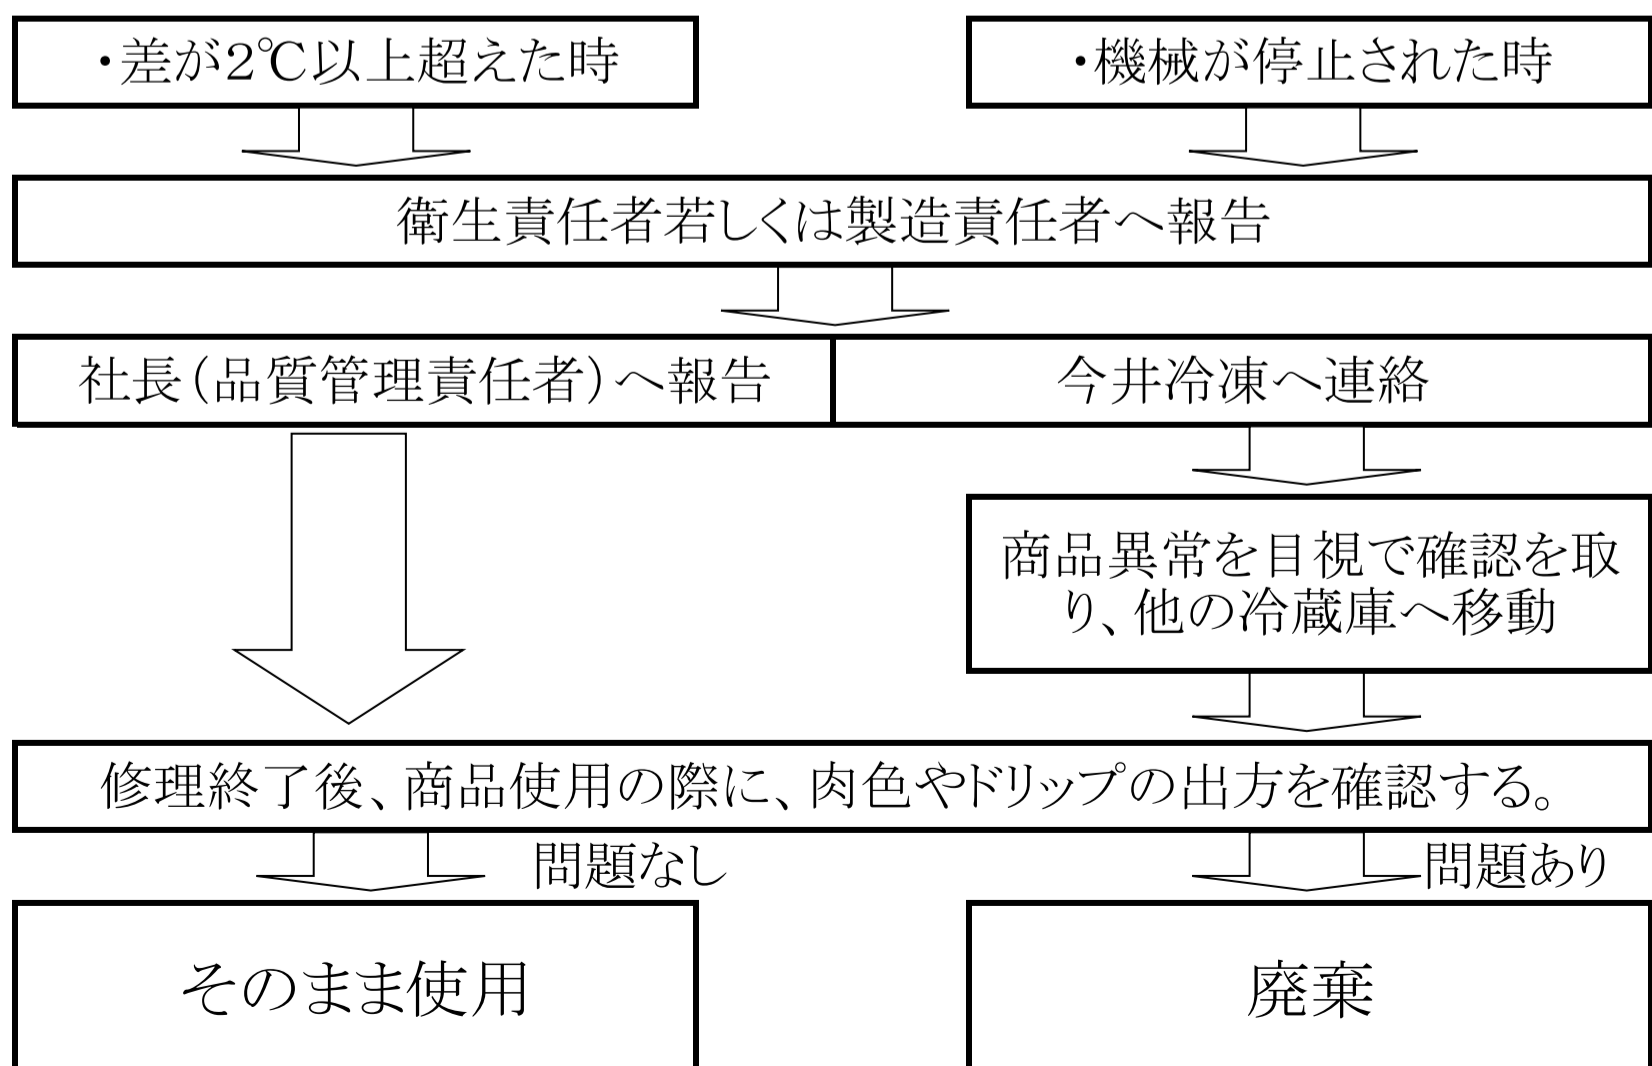 ・差が2℃以上超えた時
・機械が停止された時
衛生責任者若しくは製造責任者へ報告
社長(品質管理責任者)へ報告
今井冷凍へ連絡
商品異常を目視で確認を取
り、他の冷蔵庫へ移動
修理終了後、商品使用の際に、肉色やドリップの出方を確認する。
問題なし
問題あり
そのまま使用
廃棄